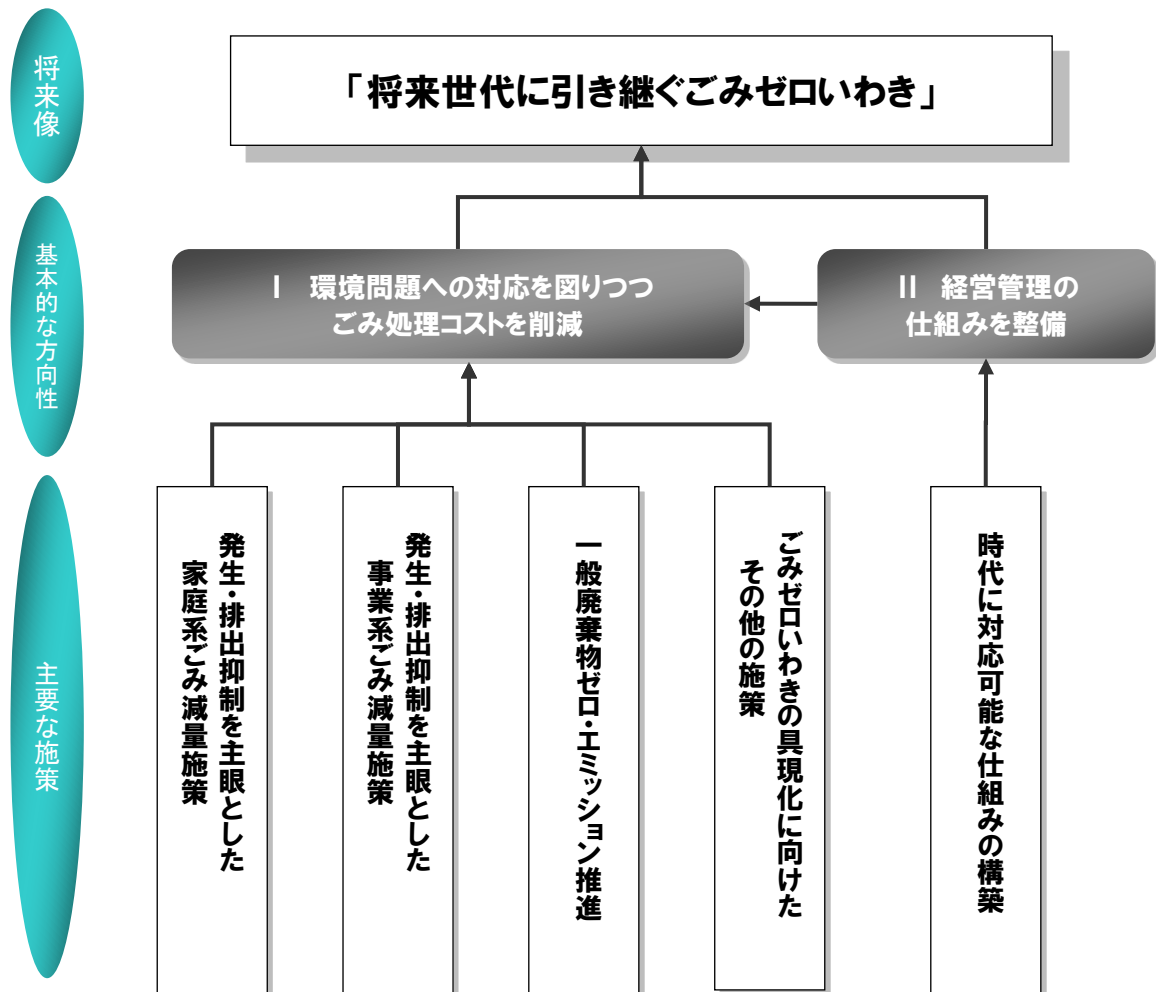 将来像
「将来世代に引き継ぐごみゼロいわき」
基本的な方向性
Ⅰ　環境問題への対応を図りつつ
ごみ処理コストを削減
Ⅱ　経営管理の
仕組みを整備
主要な施策
発生・排出抑制を主眼とした
家庭系ごみ減量施策
発生・排出抑制を主眼とした
事業系ごみ減量施策
一般廃棄物ゼロ・エミッション推進
ごみゼロいわきの具現化に向けた
その他の施策
時代に対応可能な仕組みの構築